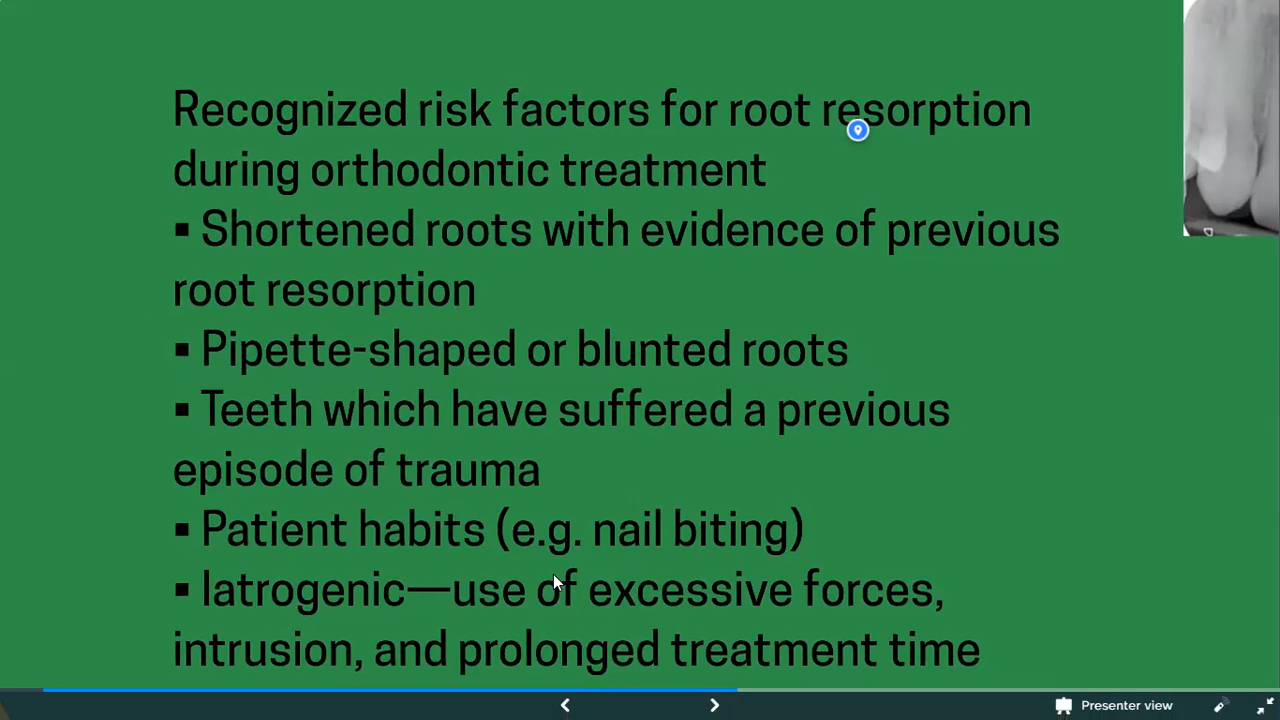 Recognized risk factors for root resorption
during orthodontic treatment
▪ Shortened roots with evidence of previous
root resorption
▪ Pipette-shaped or blunted roots
▪ Teeth which have suffered a previous
episode of trauma
▪ Patient habits (e.g. nail biting)
▪ Iatrogenic—use of excessive forces,
intrusion, and prolonged treatment time
Presenter view